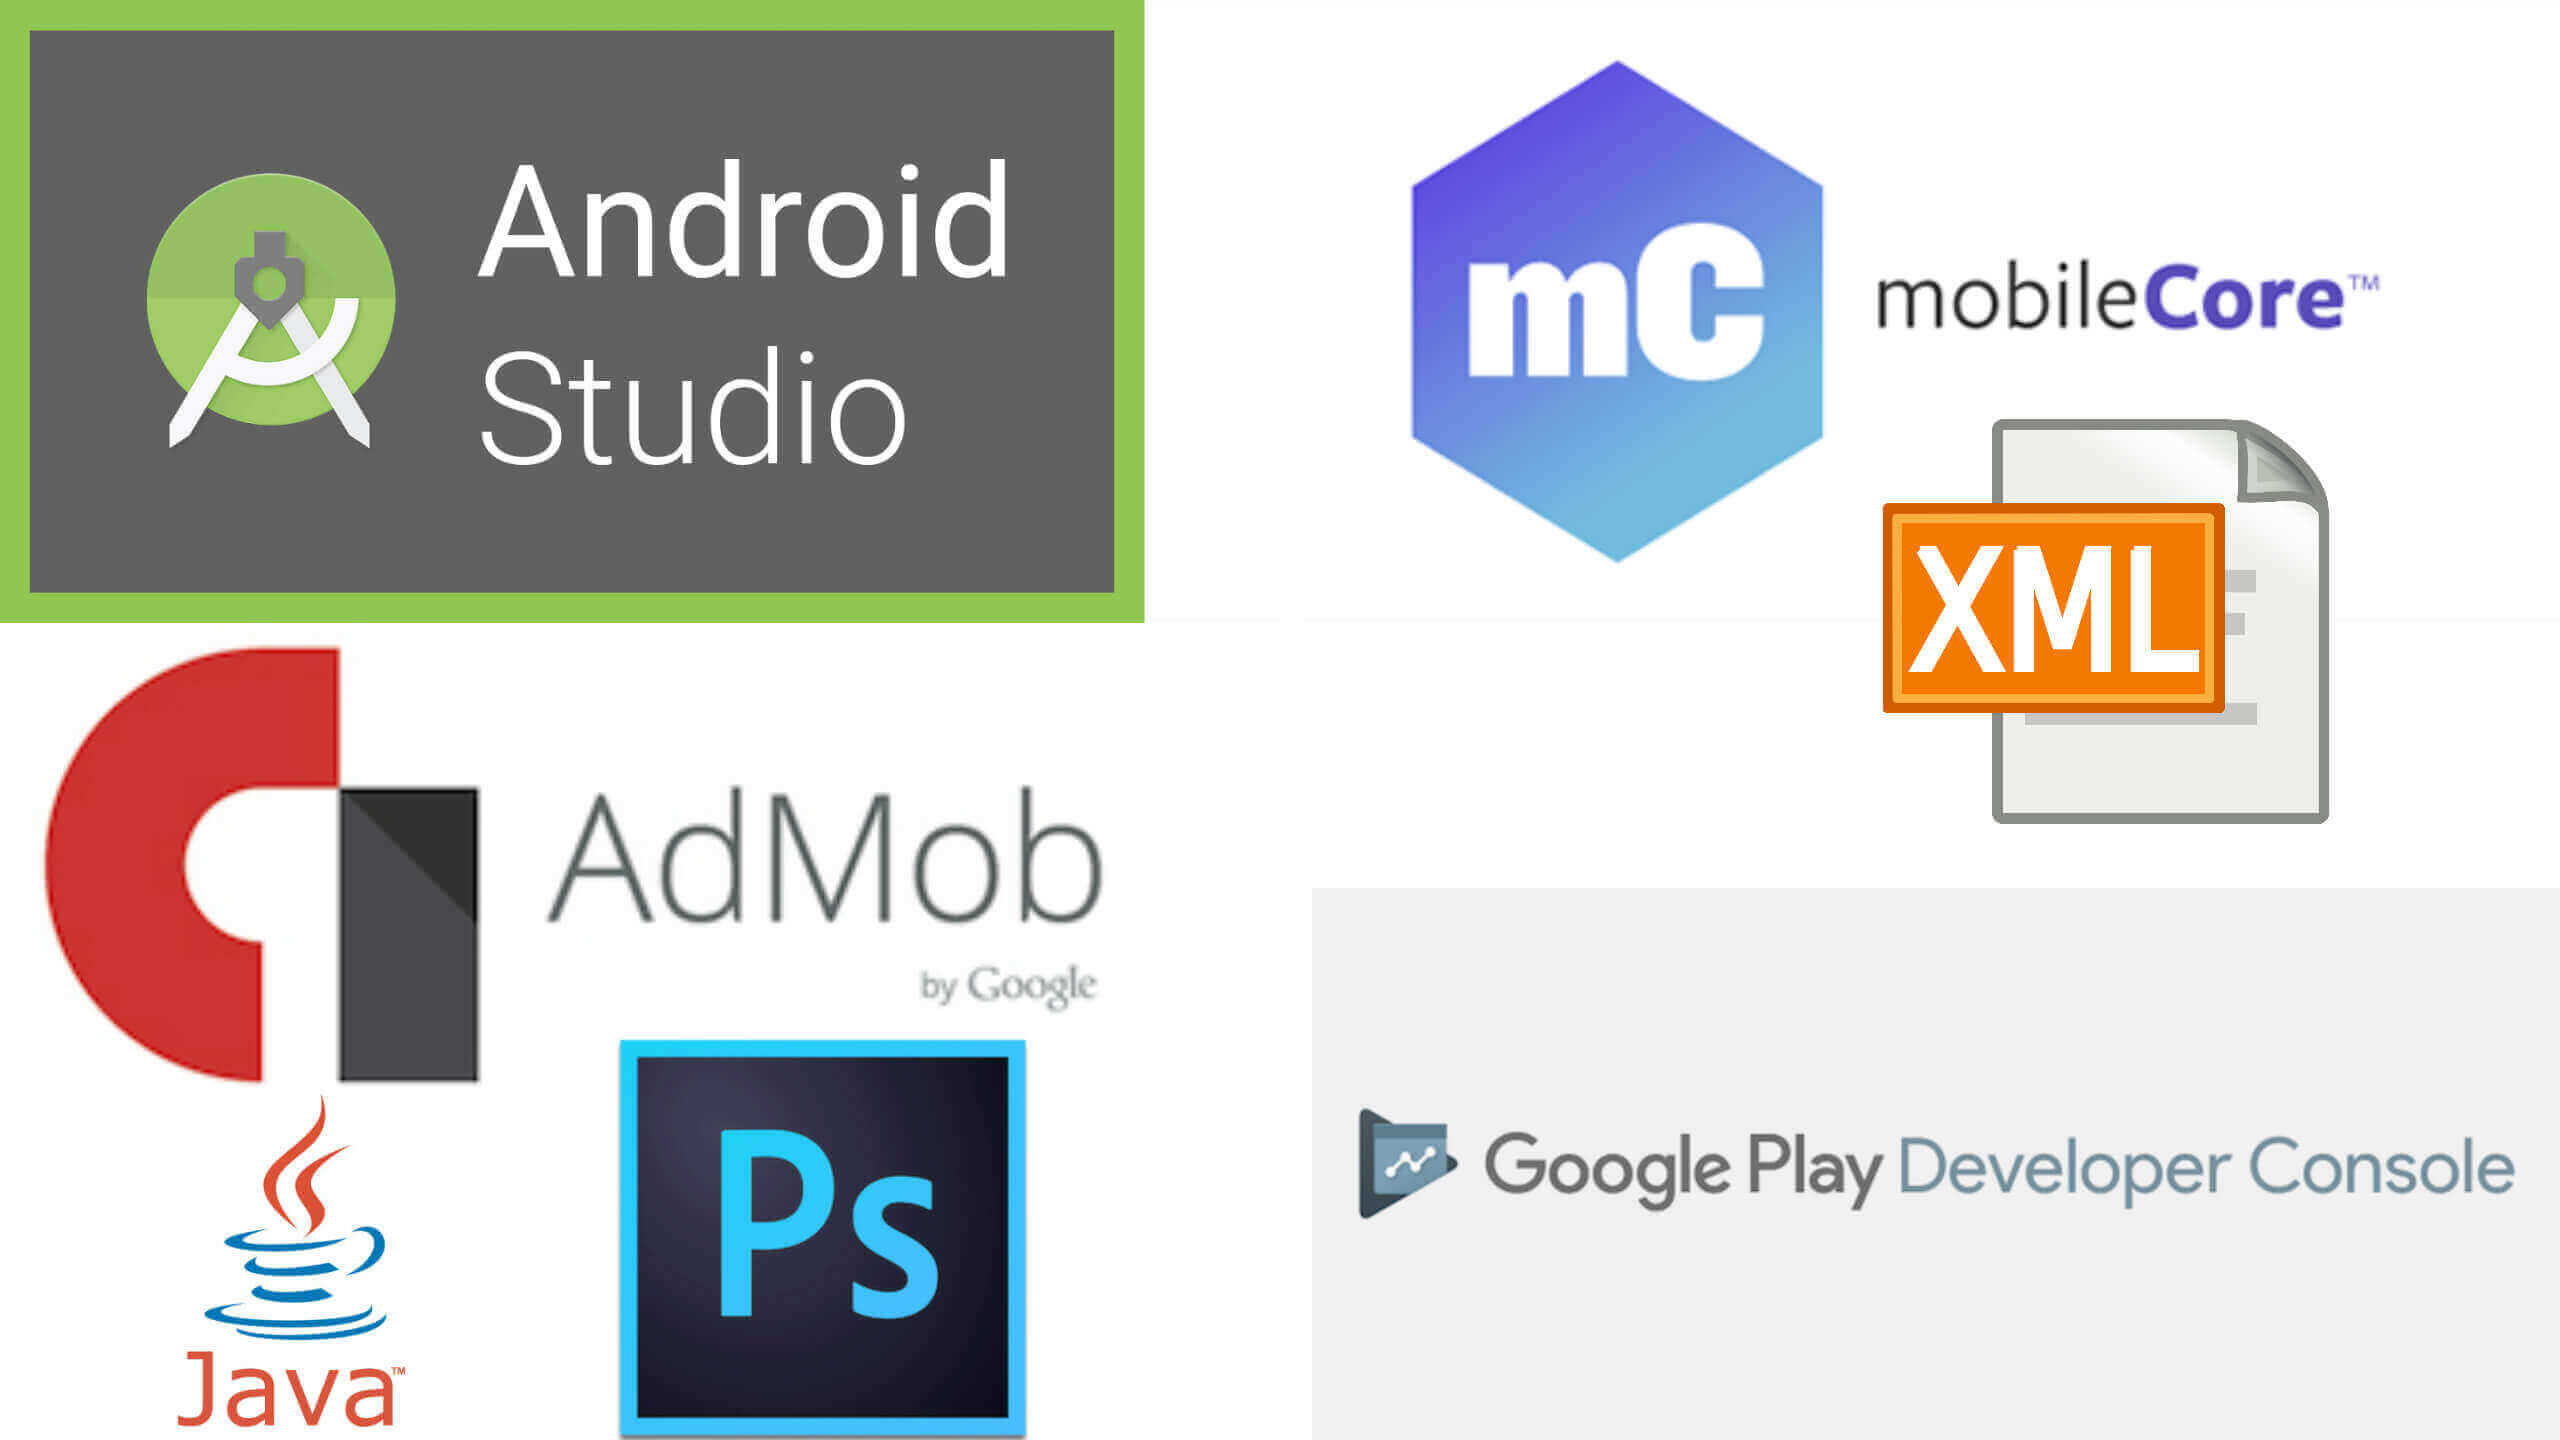 Android
Studio
mC
mobileCore™
XML
AdMob
by Google
Java™
Ps
Google Play Developer Console